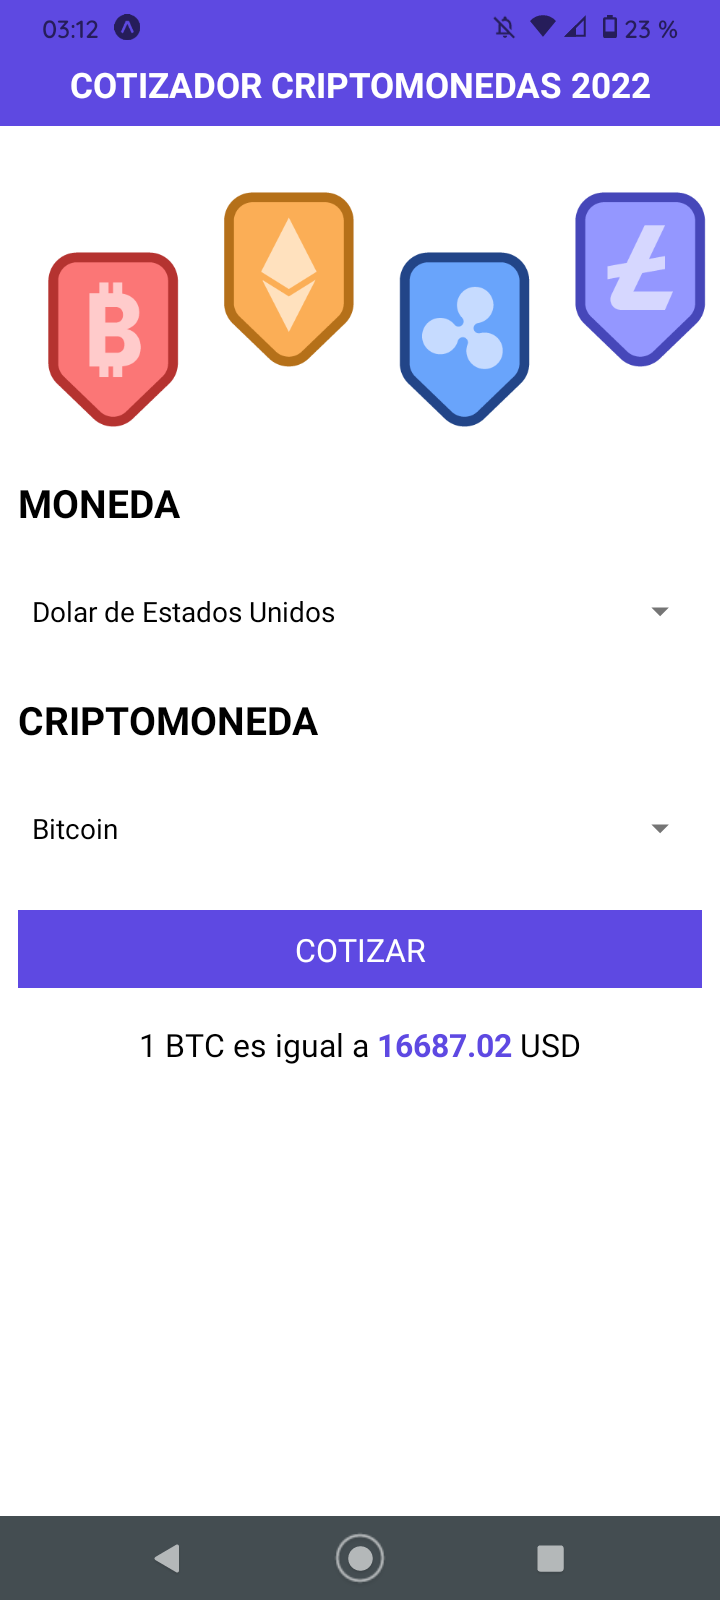 03:12
23 %
COTIZADOR CRIPTOMONEDAS 2022
MONEDA
Dolar de Estados Unidos
CRIPTOMONEDA
Bitcoin
COTIZAR
1 BTC es igual a 16687.02 USD